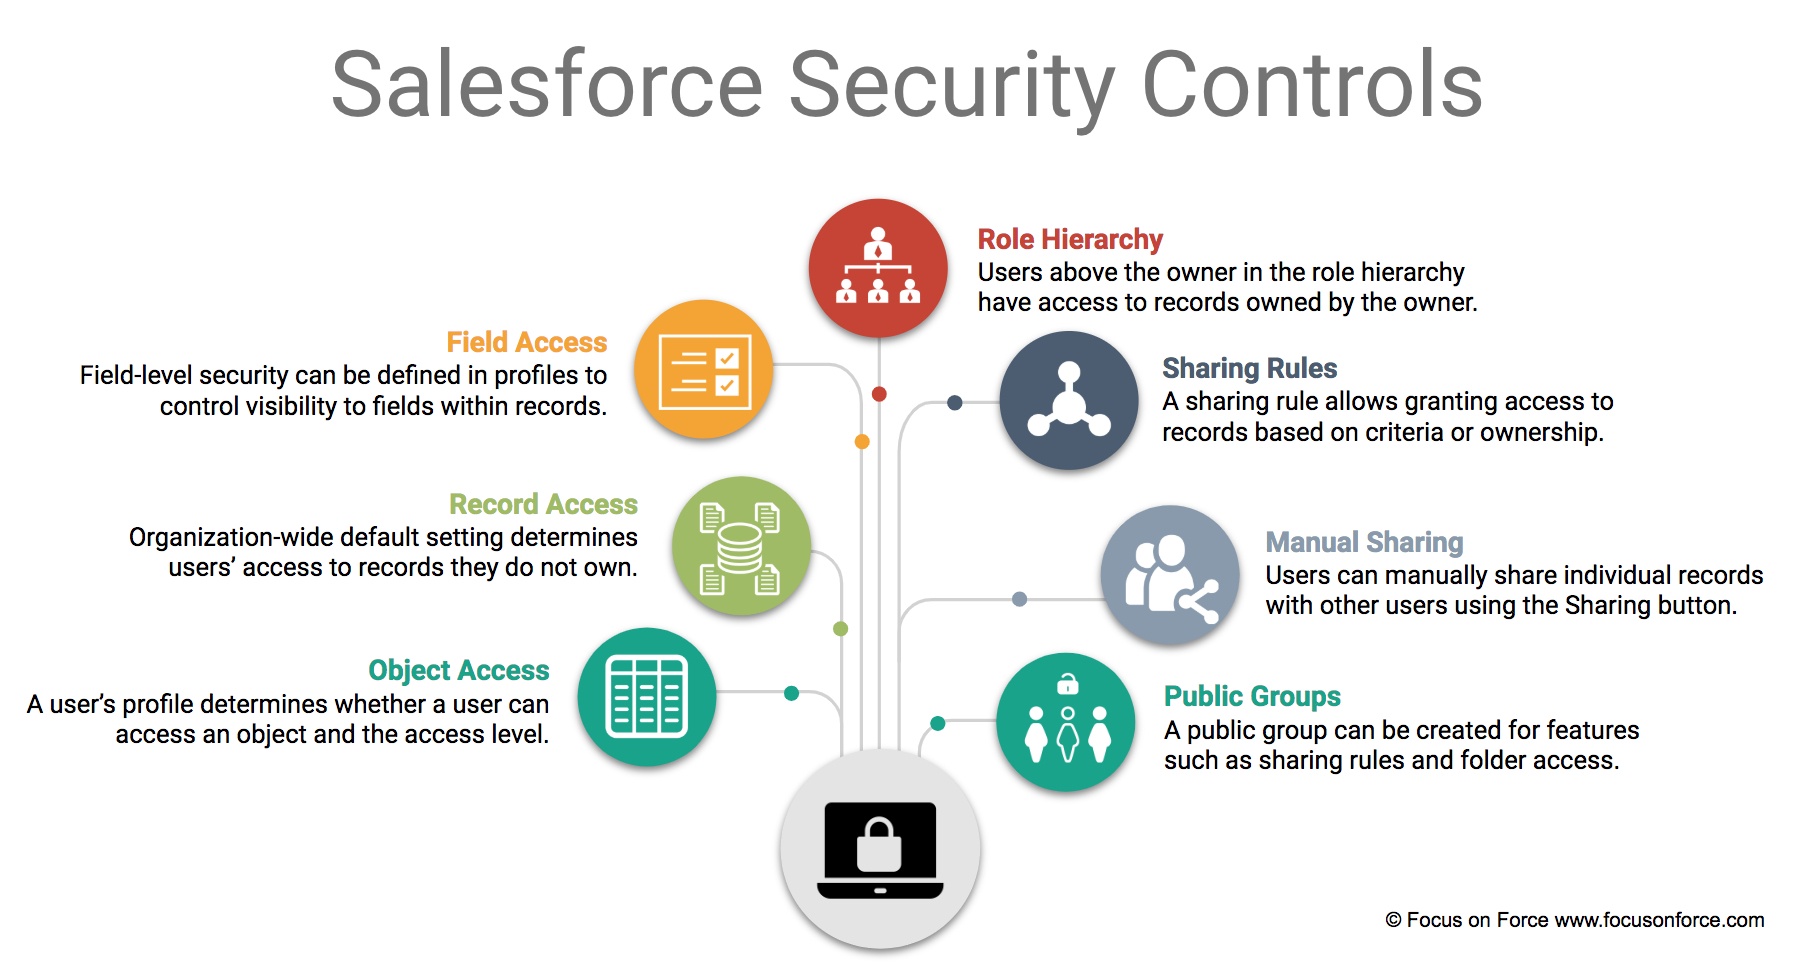 Salesforce Security Controls
Role Hierarchy
Users above the owner in the role hierarchy
have access to records owned by the owner.
Field Access
Field-level security can be defined in profiles to
control visibility to fields within records.
Sharing Rules
A sharing rule allows granting access to
records based on criteria or ownership.
Record Access
Organization-wide default setting determines
users’ access to records they do not own.
Manual Sharing
Users can manually share individual records
with other users using the Sharing button.
Object Access
A user’s profile determines whether a user can
access an object and the access level.
Public Groups
A public group can be created for features
such as sharing rules and folder access.
© Focus on Force www.focusonforce.com